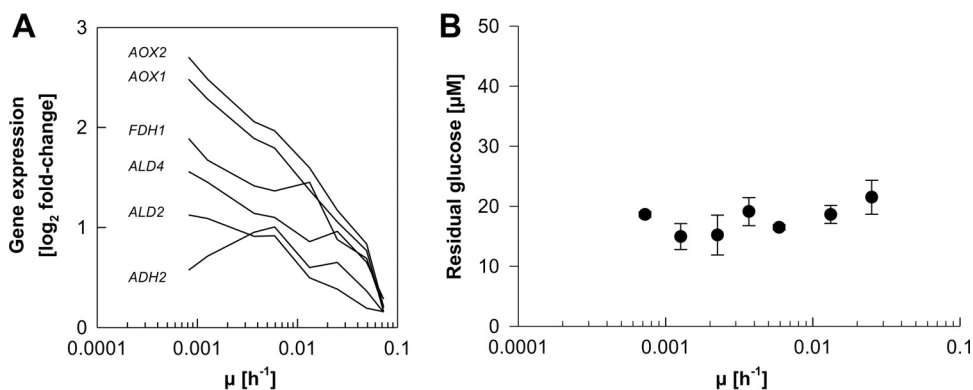 A
Gene expression
[log2 fold-change]
3
2
1
0
AOX2
AOX1
FDH1
ALD4
ALD2
ADH2
0.0001
0.001
0.01
0.1
µ [h-1]
B
Residual glucose [µM]
50
40
30
20
10
0
0.0001
0.001
0.01
0.1
µ [h-1]